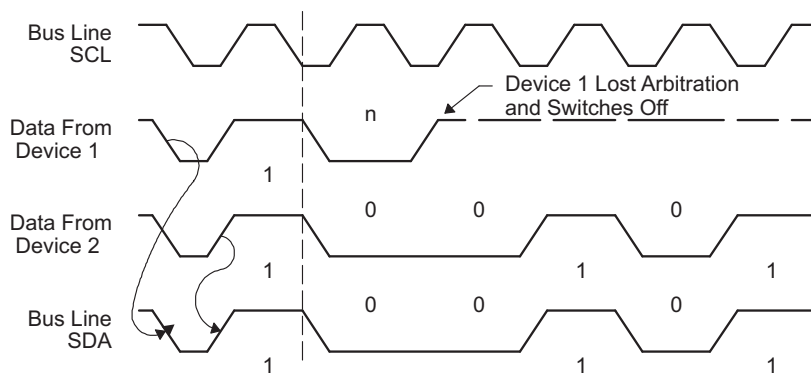 Bus Line
SCL
Device 1 Lost Arbitration
and Switches Off
Data From
Device 1
n
1
Data From
Device 2
0 0 0
1 1 1
Bus Line
SDA
0 0 0
1 1 1